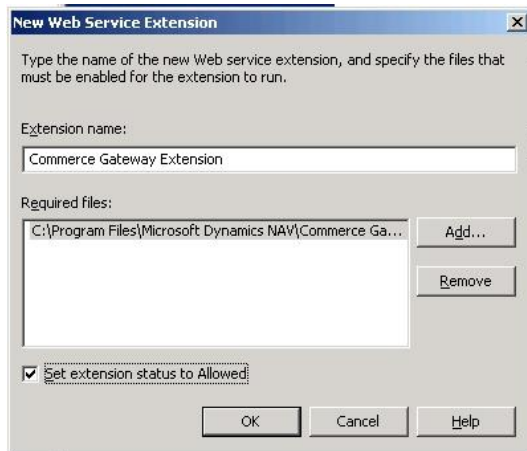 New Web Service Extension
Type the name of the new Web service extension, and specify the files that
must be enabled for the extension to run.
Extension name:
Commerce Gateway Extension
Required files:
C:\Program Files\Microsoft Dynamics NAV\Commerce Ga...
Add...
Remove
Set extension status to Allowed
OK
Cancel
Help